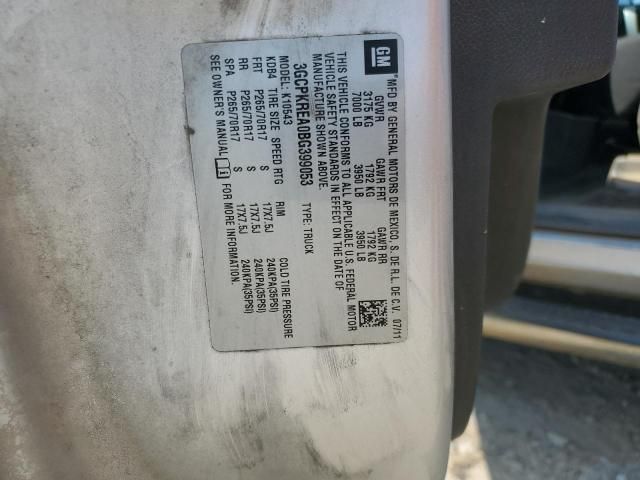 GM
MFD BY GENERAL MOTORS DE MEXICO, S. DE R.L. DE C.V. 07/11
GVWR GAWR FRT GAWR RR
3175 KG 1792 KG 1792 KG
7000 LB 3950 LB 3950 LB
THIS VEHICLE CONFORMS TO ALL APPLICABLE U.S. FEDERAL MOTOR
VEHICLE SAFETY STANDARDS IN EFFECT ON THE DATE OF
MANUFACTURE SHOWN ABOVE.
3GCPKREA0BG399053 TYPE: TRUCK
MODEL: K10543
KDB4 TIRE SIZE SPEED RTG RIM COLD TIRE PRESSURE
FRT P265/70R17 S 17X7.5J 240KPA(35PSI)
RR P265/70R17 S 17X7.5J 240KPA(35PSI)
SPA P265/70R17 S 17X7.5J 240KPA(35PSI)
SEE OWNER'S MANUAL FOR MORE INFORMATION.